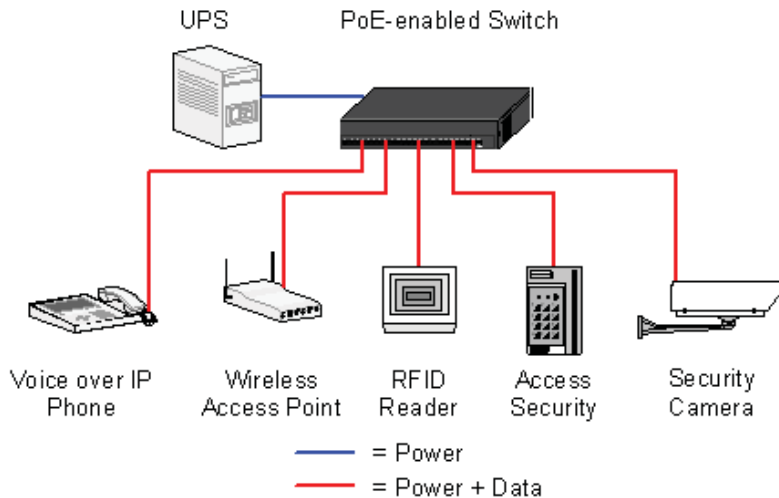 UPS
PoE-enabled Switch
Voice over IP
Phone
Wireless
Access Point
RFID
Reader
Access
Security
Security
Camera
= Power
= Power + Data